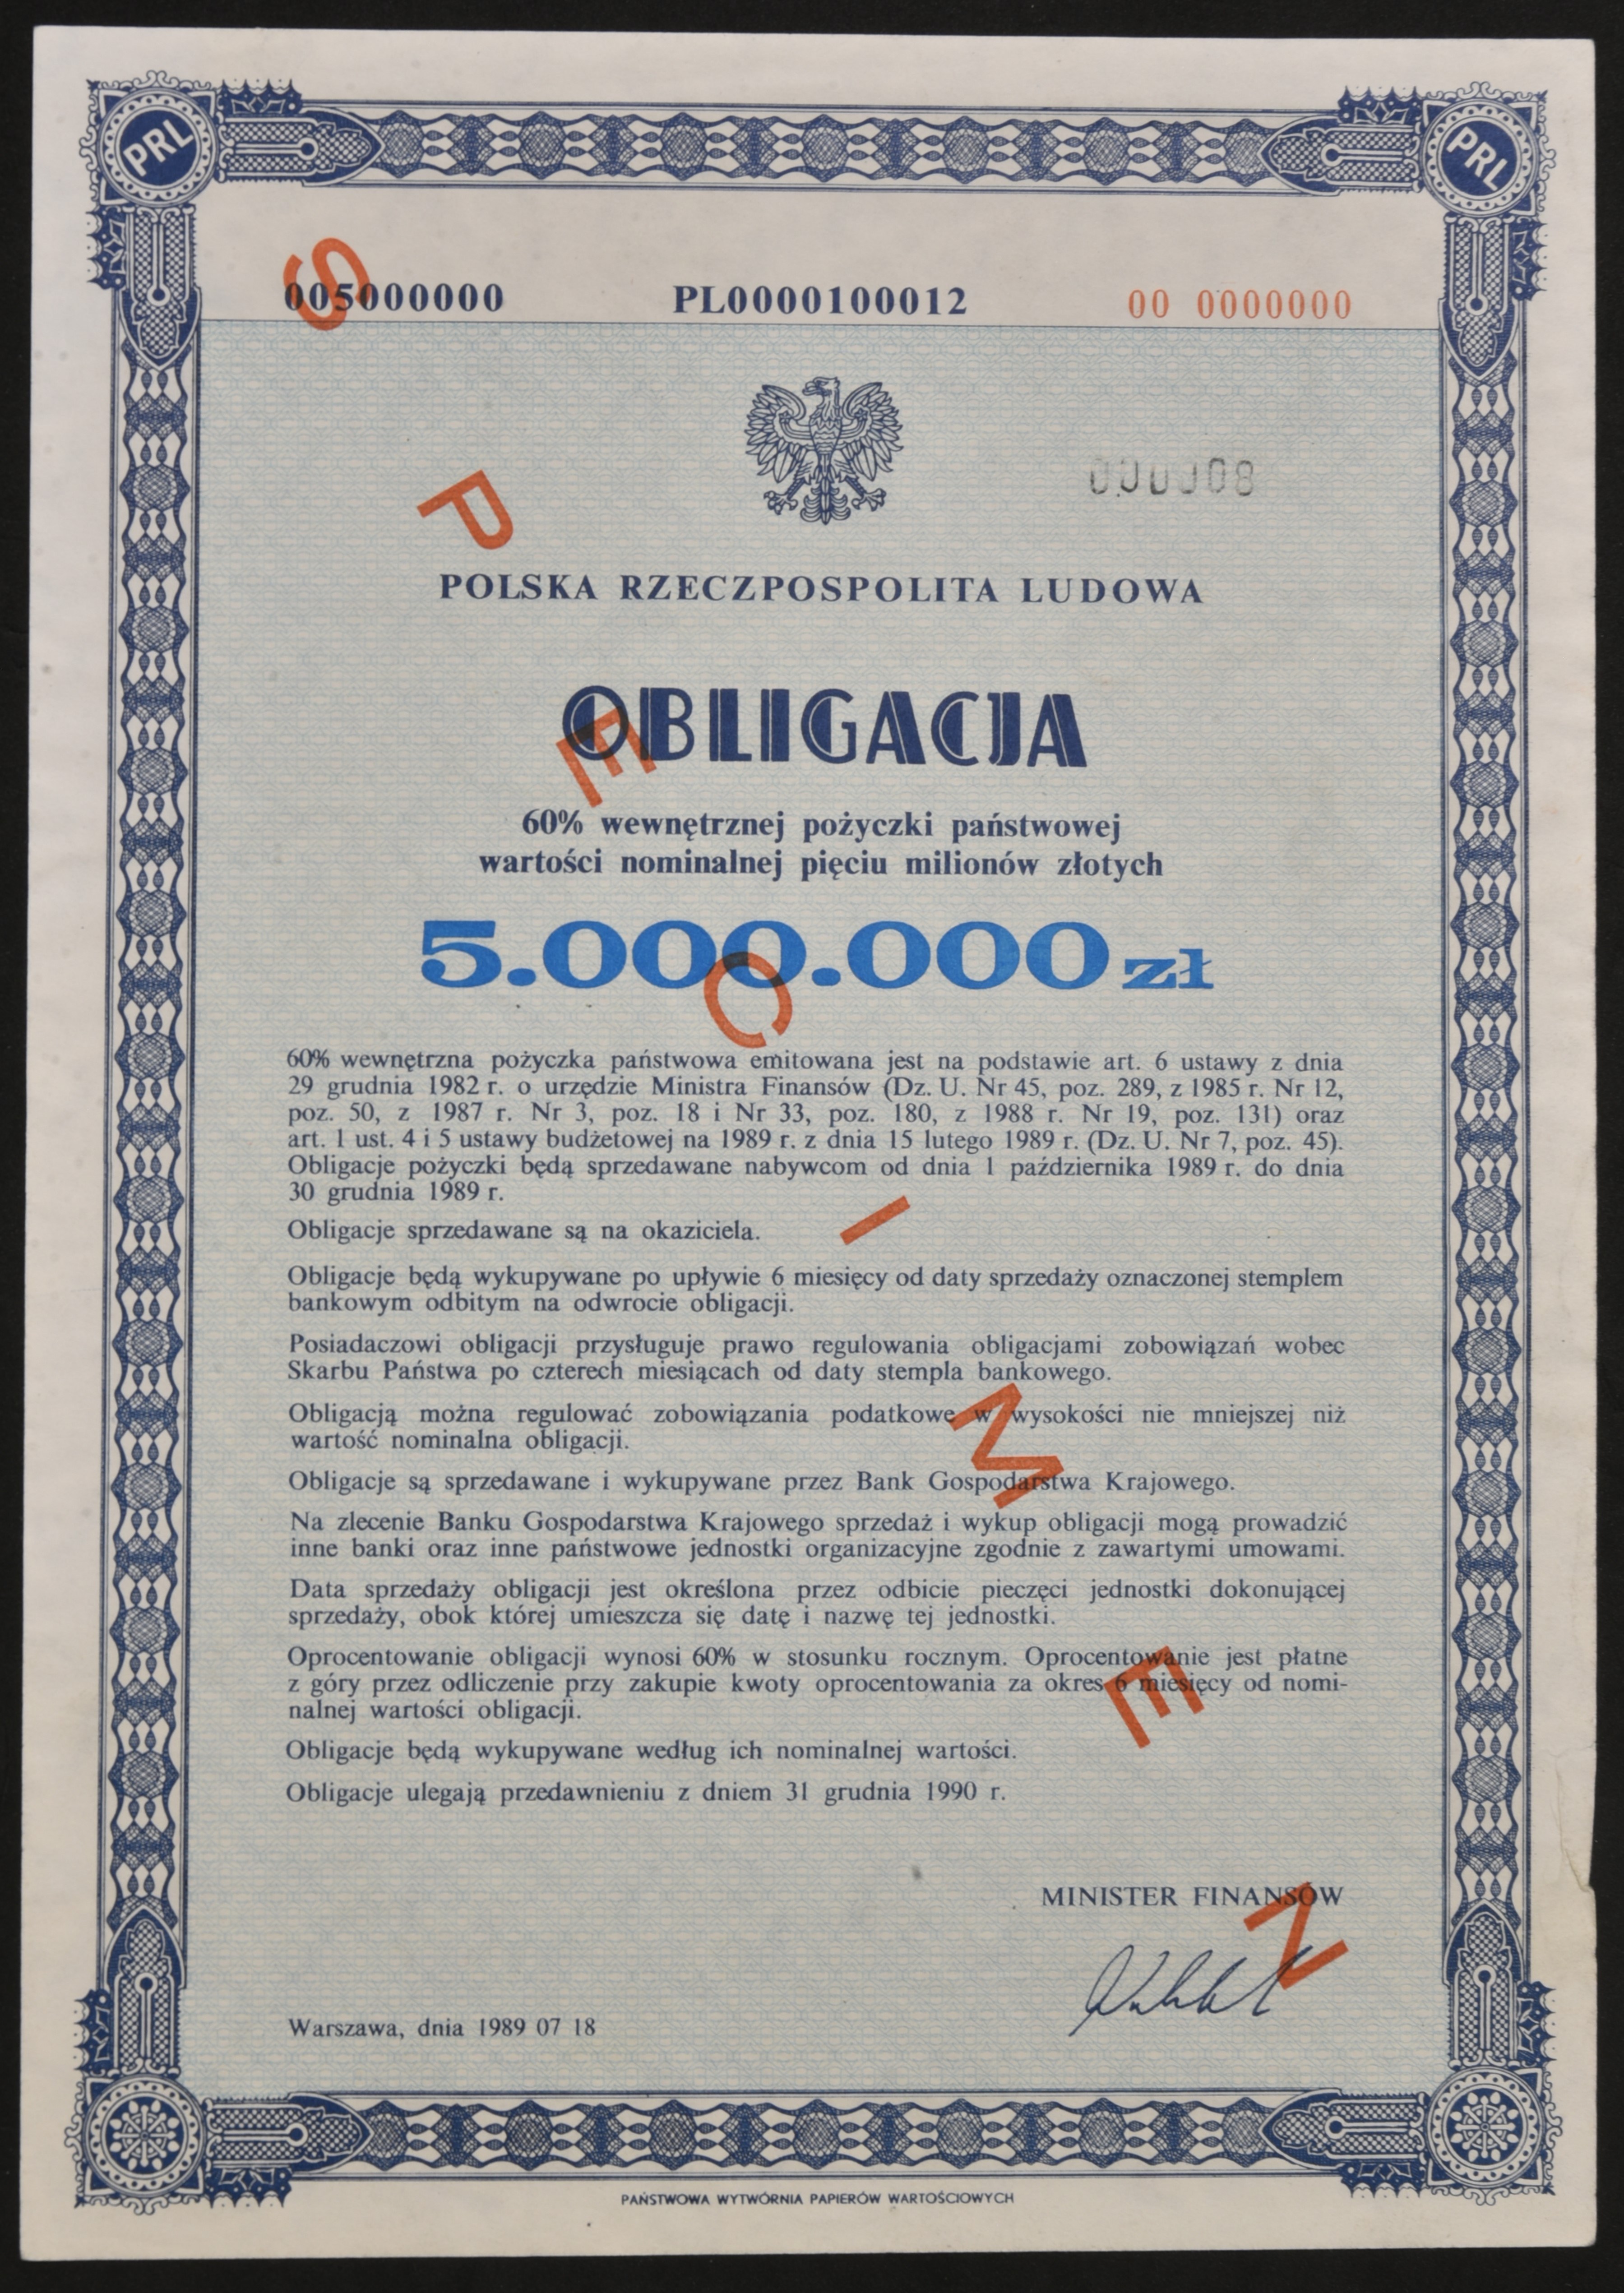 PRL
PRL
005000000 PL0000100012 00 0000000
000008
POLSKA RZECZPOSPOLITA LUDOWA
OBLIGACJA
60% wewnętrznej pożyczki państwowej
wartości nominalnej pięciu milionów złotych
5.000.000 zł
60% wewnętrzna pożyczka państwowa emitowana jest na podstawie art. 6 ustawy z dnia
29 grudnia 1982 r. o urzędzie Ministra Finansów (Dz. U. Nr 45, poz. 289, z 1985 r. Nr 12,
poz. 50, z 1987 r. Nr 3, poz. 18 i Nr 33, poz. 180, z 1988 r. Nr 19, poz. 131) oraz
art. 1 ust. 4 i 5 ustawy budżetowej na 1989 r. z dnia 15 lutego 1989 r. (Dz. U. Nr 7, poz. 45).
Obligacje pożyczki będą sprzedawane nabywcom od dnia 1 października 1989 r. do dnia
30 grudnia 1989 r.
Obligacje sprzedawane są na okaziciela.
Obligacje będą wykupywane po upływie 6 miesięcy od daty sprzedaży oznaczonej stemplem
bankowym odbitym na odwrocie obligacji.
Posiadaczowi obligacji przysługuje prawo regulowania obligacjami zobowiązań wobec
Skarbu Państwa po czterech miesiącach od daty stempla bankowego.
Obligacją można regulować zobowiązania podatkowe w wysokości nie mniejszej niż
wartość nominalna obligacji.
Obligacje są sprzedawane i wykupywane przez Bank Gospodarstwa Krajowego.
Na zlecenie Banku Gospodarstwa Krajowego sprzedaż i wykup obligacji mogą prowadzić
inne banki oraz inne państwowe jednostki organizacyjne zgodnie z zawartymi umowami.
Data sprzedaży obligacji jest określona przez odbicie pieczęci jednostki dokonującej
sprzedaży, obok której umieszcza się datę i nazwę tej jednostki.
Oprocentowanie obligacji wynosi 60% w stosunku rocznym. Oprocentowanie jest płatne
z góry przez odliczenie przy zakupie kwoty oprocentowania za okres 6 miesięcy od nomi-
nalnej wartości obligacji.
Obligacje będą wykupywane według ich nominalnej wartości.
Obligacje ulegają przedawnieniu z dniem 31 grudnia 1990 r.
MINISTER FINANSÓW
Warszawa, dnia 1989 07 18
PAŃSTWOWA WYTWÓRNIA PAPIERÓW WARTOŚCIOWYCH
SPECIMEN